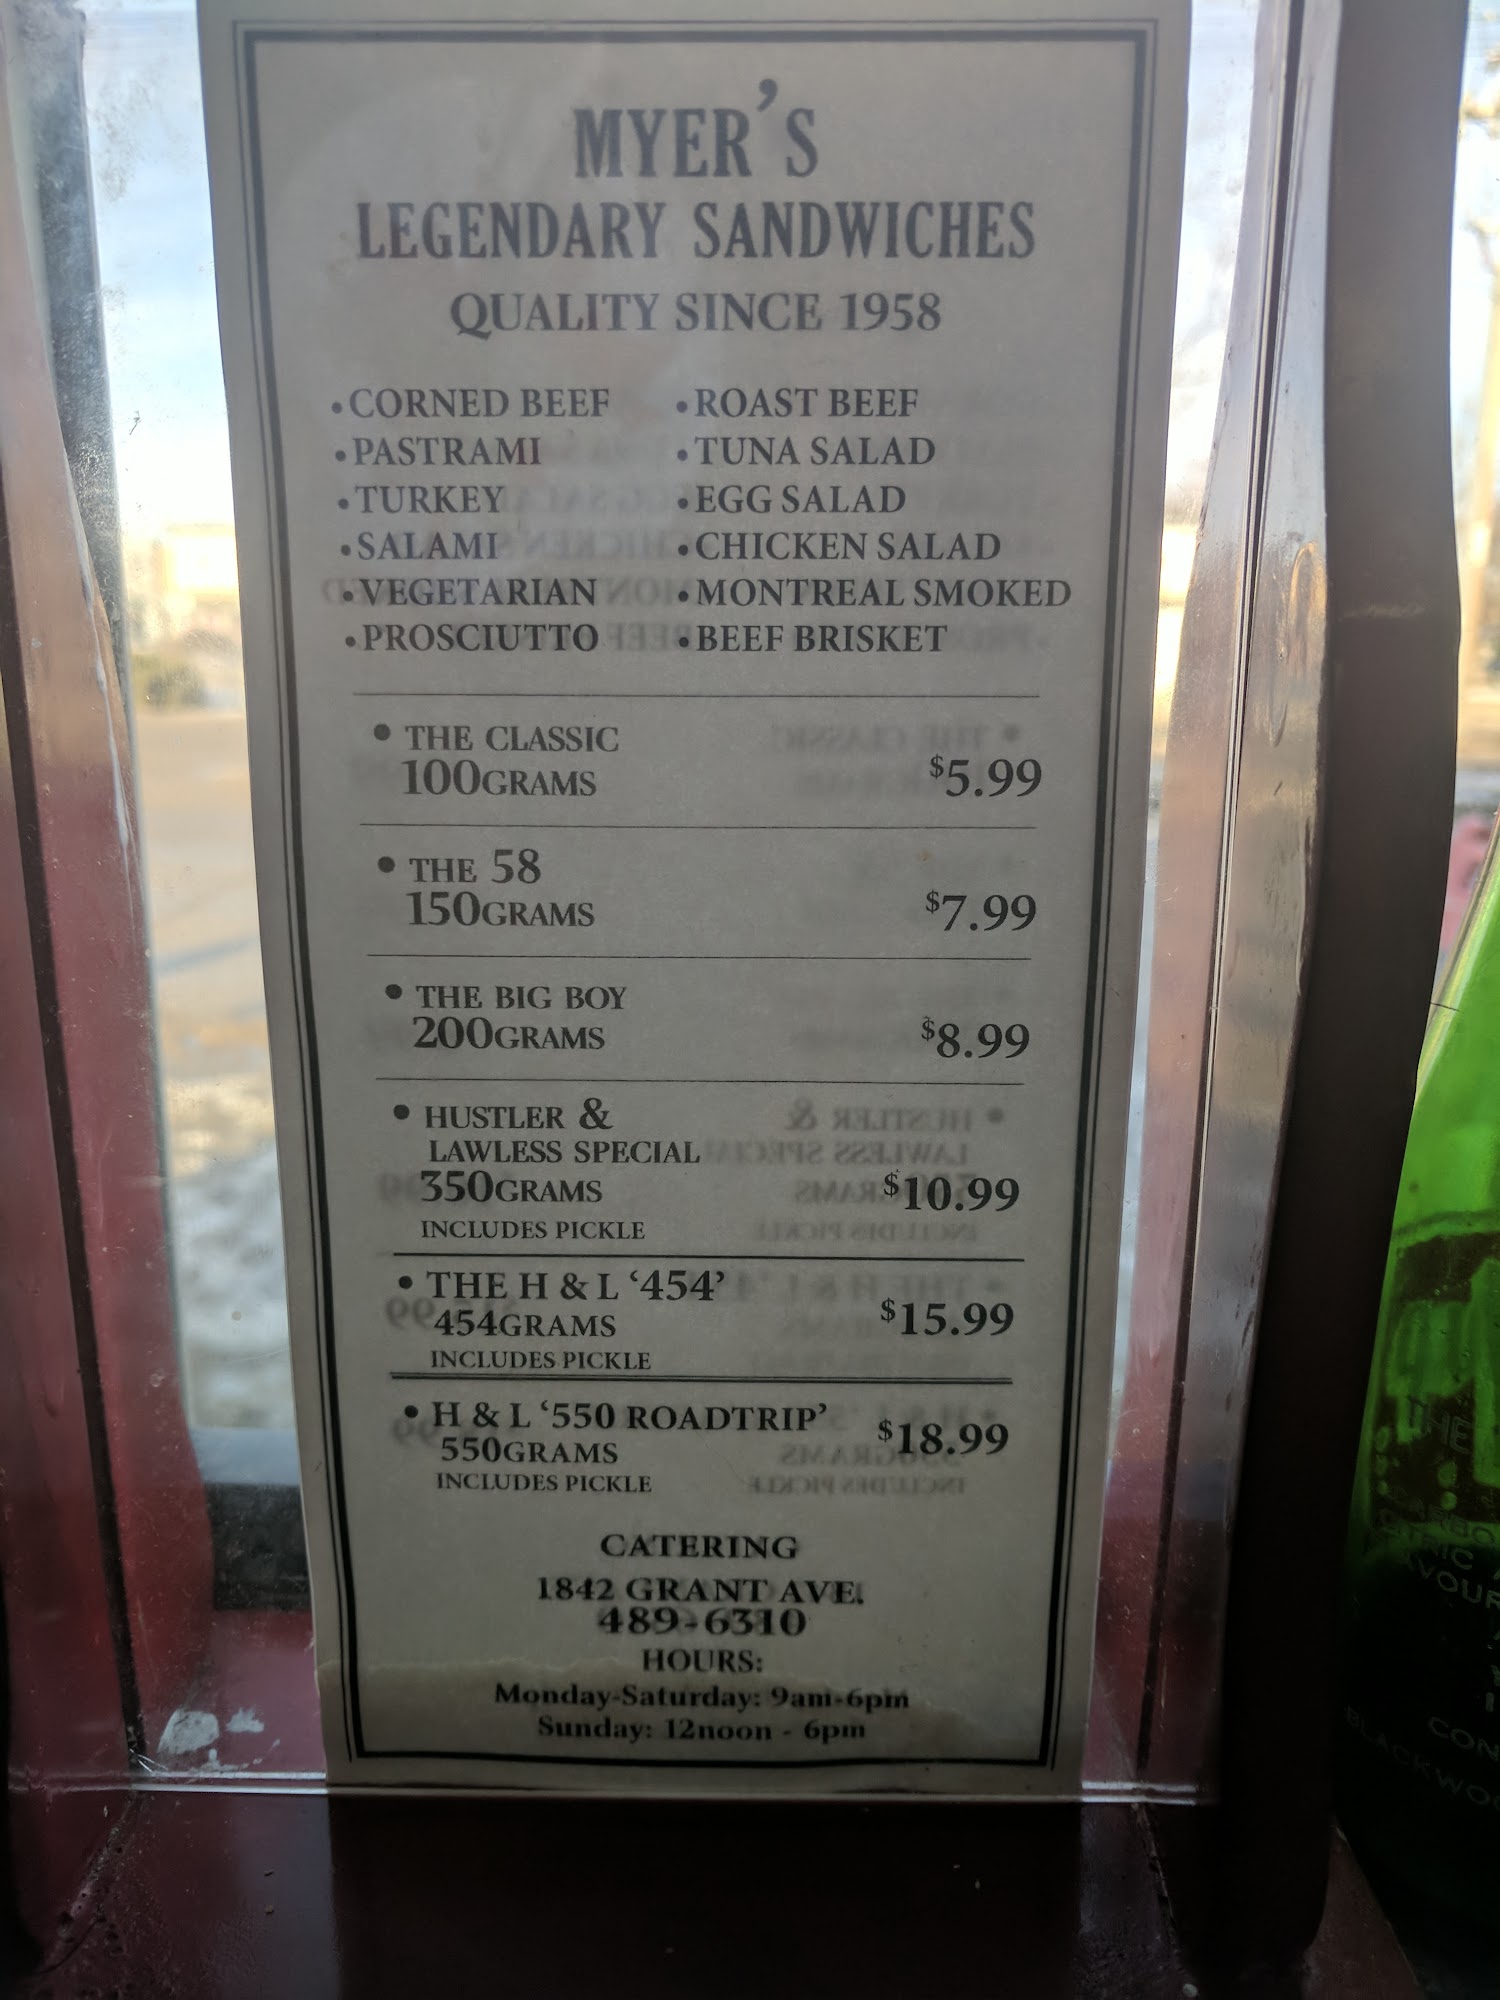 MYER'S
LEGENDARY SANDWICHES
QUALITY SINCE 1958
•CORNED BEEF •ROAST BEEF
•PASTRAMI •TUNA SALAD
•TURKEY •EGG SALAD
•SALAMI •CHICKEN SALAD
•VEGETARIAN •MONTREAL SMOKED
•PROSCIUTTO •BEEF BRISKET
• THE CLASSIC
100GRAMS $5.99
• THE 58
150GRAMS $7.99
• THE BIG BOY
200GRAMS $8.99
• HUSTLER &
LAWLESS SPECIAL
350GRAMS $10.99
INCLUDES PICKLE
• THE H & L ‘454’
454GRAMS $15.99
INCLUDES PICKLE
• H & L ‘550 ROADTRIP’ $18.99
550GRAMS
INCLUDES PICKLE
CATERING
1842 GRANT AVE.
489-6310
HOURS:
Monday-Saturday: 9am-6pm
Sunday: 12noon - 6pm
THE